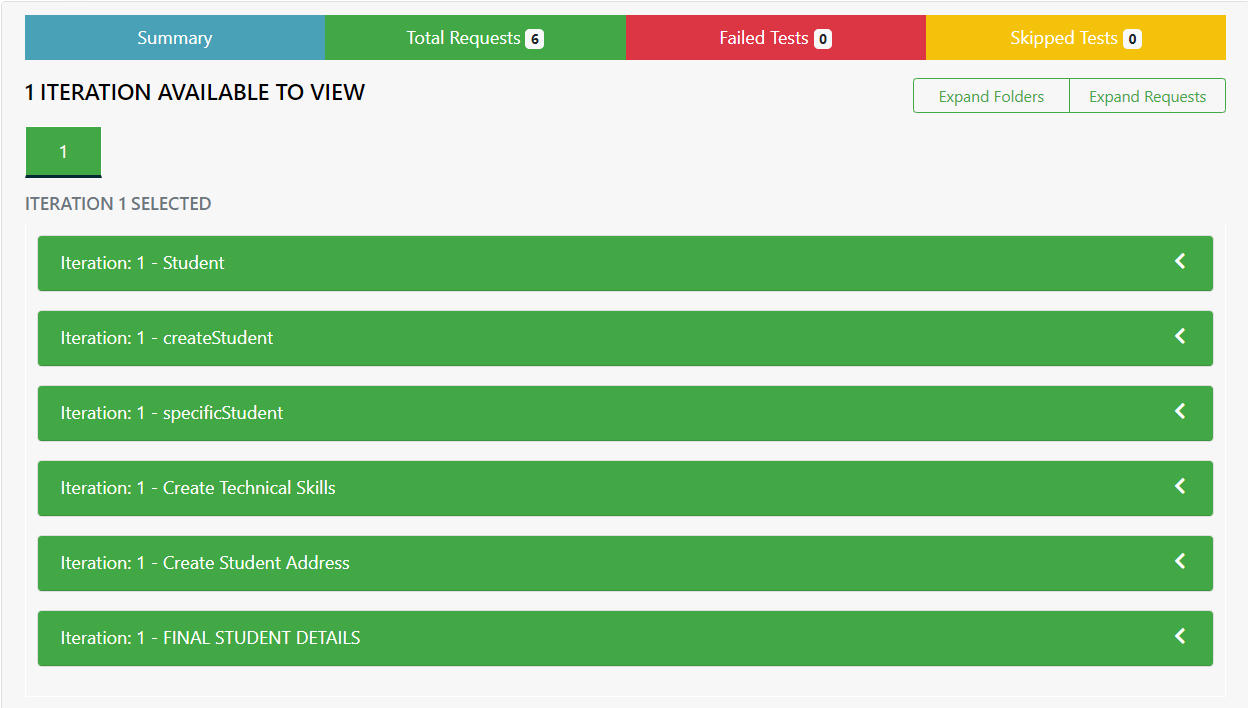 Summary Total Requests 6 Failed Tests 0 Skipped Tests 0
1 ITERATION AVAILABLE TO VIEW Expand Folders Expand Requests
1
ITERATION 1 SELECTED
Iteration: 1 - Student
Iteration: 1 - createStudent
Iteration: 1 - specificStudent
Iteration: 1 - Create Technical Skills
Iteration: 1 - Create Student Address
Iteration: 1 - FINAL STUDENT DETAILS